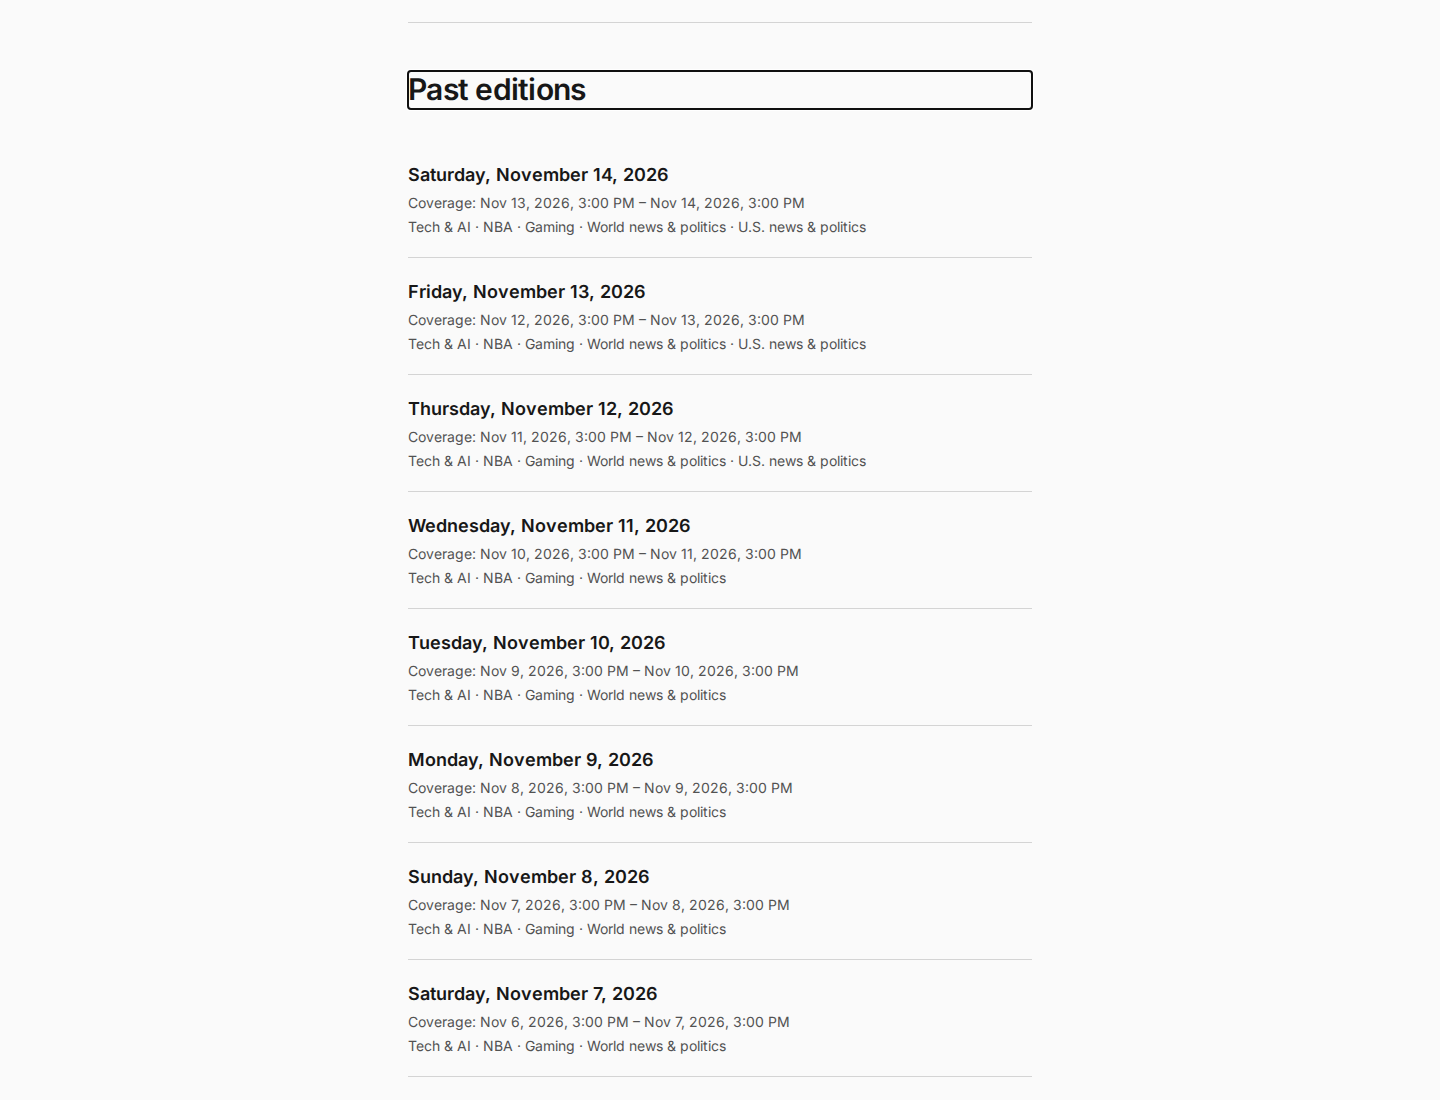 Past editions
Saturday, November 14, 2026
Coverage: Nov 13, 2026, 3:00 PM – Nov 14, 2026, 3:00 PM
Tech & AI · NBA · Gaming · World news & politics · U.S. news & politics
Friday, November 13, 2026
Coverage: Nov 12, 2026, 3:00 PM – Nov 13, 2026, 3:00 PM
Tech & AI · NBA · Gaming · World news & politics · U.S. news & politics
Thursday, November 12, 2026
Coverage: Nov 11, 2026, 3:00 PM – Nov 12, 2026, 3:00 PM
Tech & AI · NBA · Gaming · World news & politics · U.S. news & politics
Wednesday, November 11, 2026
Coverage: Nov 10, 2026, 3:00 PM – Nov 11, 2026, 3:00 PM
Tech & AI · NBA · Gaming · World news & politics
Tuesday, November 10, 2026
Coverage: Nov 9, 2026, 3:00 PM – Nov 10, 2026, 3:00 PM
Tech & AI · NBA · Gaming · World news & politics
Monday, November 9, 2026
Coverage: Nov 8, 2026, 3:00 PM – Nov 9, 2026, 3:00 PM
Tech & AI · NBA · Gaming · World news & politics
Sunday, November 8, 2026
Coverage: Nov 7, 2026, 3:00 PM – Nov 8, 2026, 3:00 PM
Tech & AI · NBA · Gaming · World news & politics
Saturday, November 7, 2026
Coverage: Nov 6, 2026, 3:00 PM – Nov 7, 2026, 3:00 PM
Tech & AI · NBA · Gaming · World news & politics